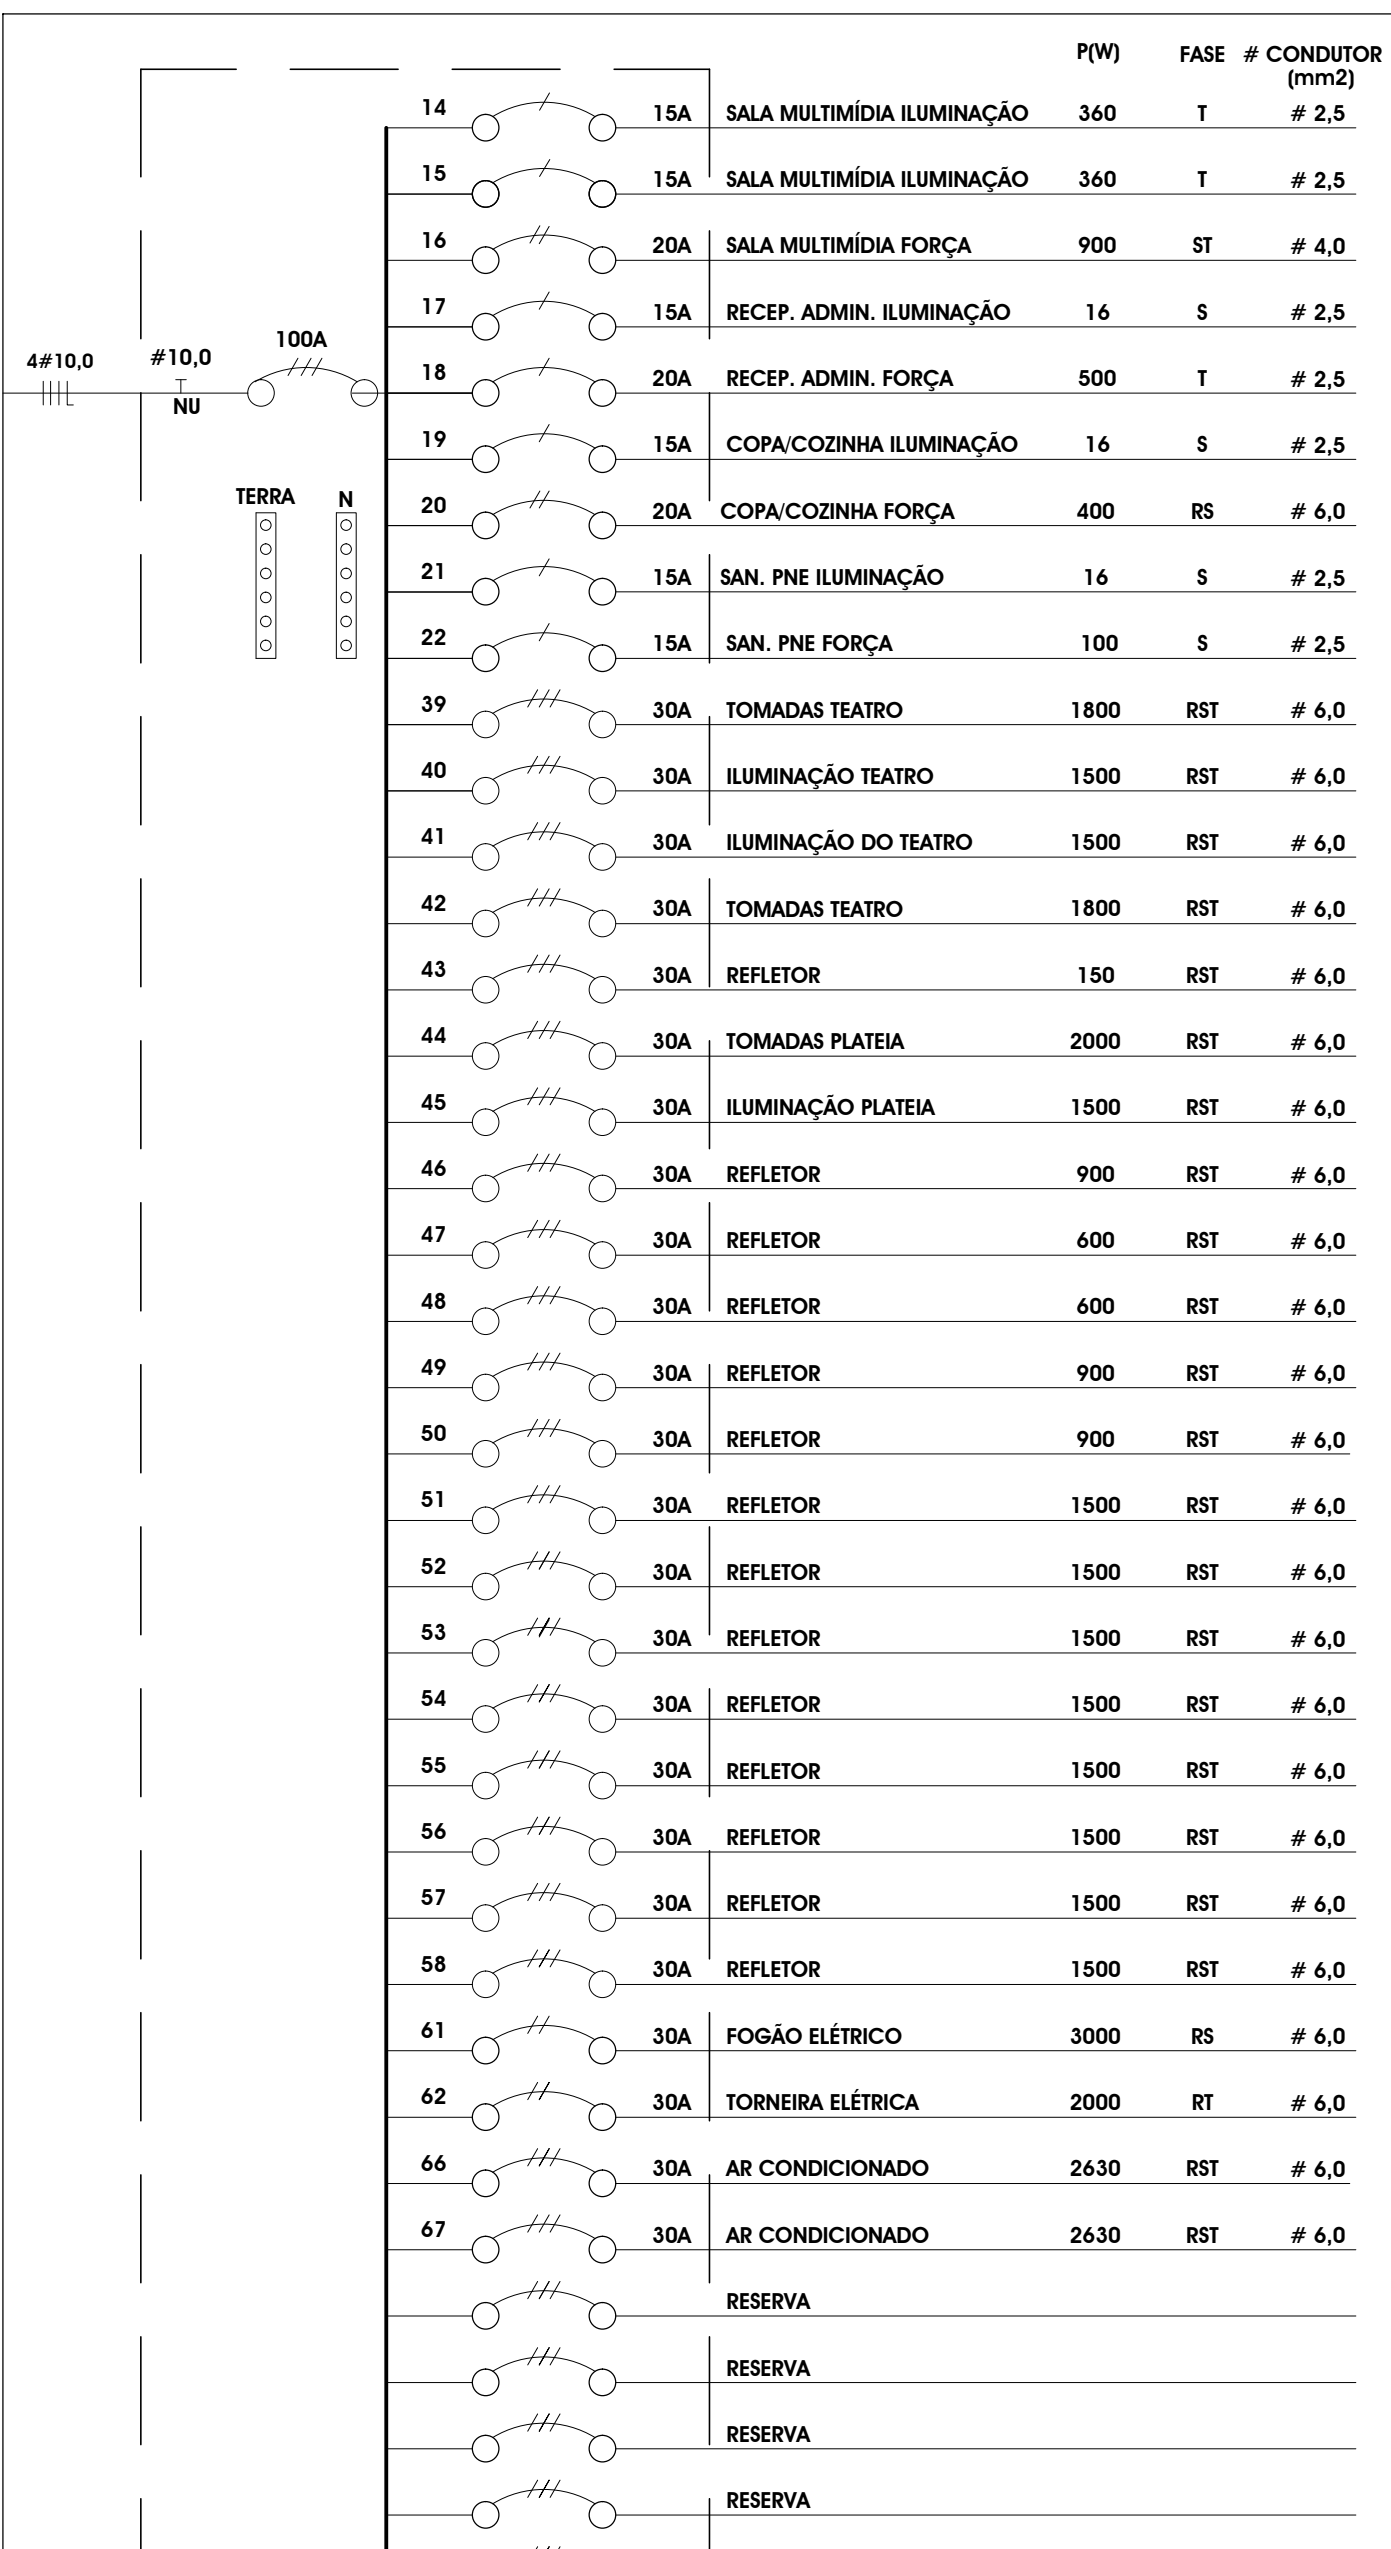 P(W) FASE # CONDUTOR
(mm2)
14 15A SALA MULTIMÍDIA ILUMINAÇÃO 360 T # 2,5
15 15A SALA MULTIMÍDIA ILUMINAÇÃO 360 T # 2,5
16 20A SALA MULTIMÍDIA FORÇA 900 ST # 4,0
17 15A RECEP. ADMIN. ILUMINAÇÃO 16 S # 2,5
100A
4#10,0 #10,0
NU
18 20A RECEP. ADMIN. FORÇA 500 T # 2,5
19 15A COPA/COZINHA ILUMINAÇÃO 16 S # 2,5
TERRA N
20 20A COPA/COZINHA FORÇA 400 RS # 6,0
21 15A SAN. PNE ILUMINAÇÃO 16 S # 2,5
22 15A SAN. PNE FORÇA 100 S # 2,5
39 30A TOMADAS TEATRO 1800 RST # 6,0
40 30A ILUMINAÇÃO TEATRO 1500 RST # 6,0
41 30A ILUMINAÇÃO DO TEATRO 1500 RST # 6,0
42 30A TOMADAS TEATRO 1800 RST # 6,0
43 30A REFLETOR 150 RST # 6,0
44 30A TOMADAS PLATEIA 2000 RST # 6,0
45 30A ILUMINAÇÃO PLATEIA 1500 RST # 6,0
46 30A REFLETOR 900 RST # 6,0
47 30A REFLETOR 600 RST # 6,0
48 30A REFLETOR 600 RST # 6,0
49 30A REFLETOR 900 RST # 6,0
50 30A REFLETOR 900 RST # 6,0
51 30A REFLETOR 1500 RST # 6,0
52 30A REFLETOR 1500 RST # 6,0
53 30A REFLETOR 1500 RST # 6,0
54 30A REFLETOR 1500 RST # 6,0
55 30A REFLETOR 1500 RST # 6,0
56 30A REFLETOR 1500 RST # 6,0
57 30A REFLETOR 1500 RST # 6,0
58 30A REFLETOR 1500 RST # 6,0
61 30A FOGÃO ELÉTRICO 3000 RS # 6,0
62 30A TORNEIRA ELÉTRICA 2000 RT # 6,0
66 30A AR CONDICIONADO 2630 RST # 6,0
67 30A AR CONDICIONADO 2630 RST # 6,0
RESERVA
RESERVA
RESERVA
RESERVA